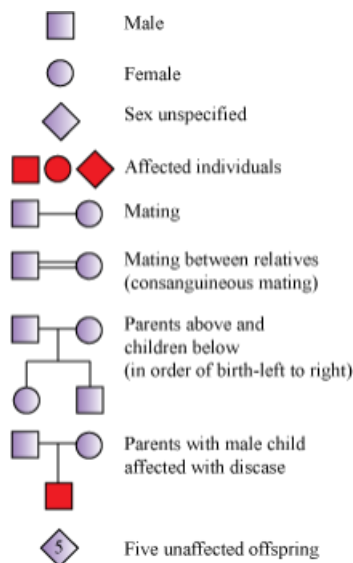 Male
Female
Sex unspecified
Affected individuals
Mating
Mating between relatives
(consanguineous mating)
Parents above and
children below
(in order of birth-left to right)
Parents with male child
affected with discase
5
Five unaffected offspring